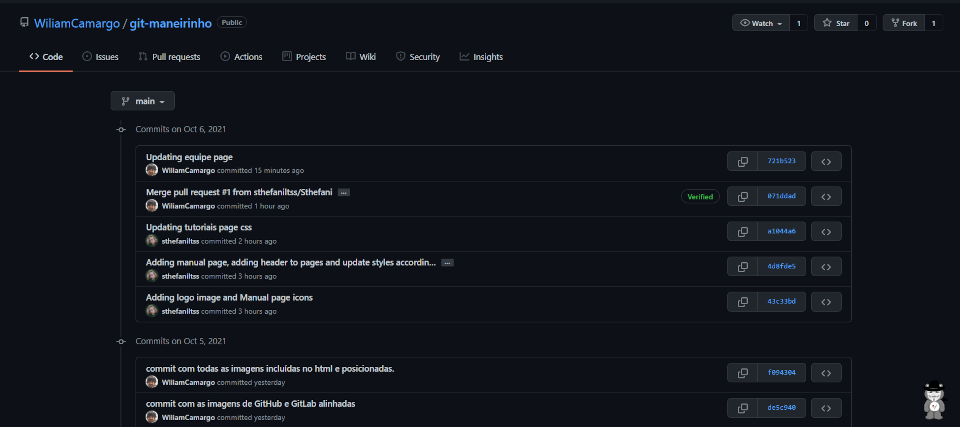 WiliamCamargo / git-maneirinho Public
Watch 1 Star 0 Fork 1
Code Issues Pull requests Actions Projects Wiki Security Insights
main
Commits on Oct 6, 2021
Updating equipe page
721b523
WiliamCamargo committed 15 minutes ago
Merge pull request #1 from sthefaniltss/Sthefani ...
Verified 071ddad
WiliamCamargo committed 1 hour ago
Updating tutoriais page css
a1044a6
sthefaniltss committed 2 hours ago
Adding manual page, adding header to pages and update styles accordin... ...
4d8fde5
sthefaniltss committed 3 hours ago
Adding logo image and Manual page icons
43c33bd
sthefaniltss committed 3 hours ago
Commits on Oct 5, 2021
commit com todas as imagens incluídas no html e posicionadas.
f094304
WiliamCamargo committed yesterday
commit com as imagens de GitHub e GitLab alinhadas
de5c940
WiliamCamargo committed yesterday